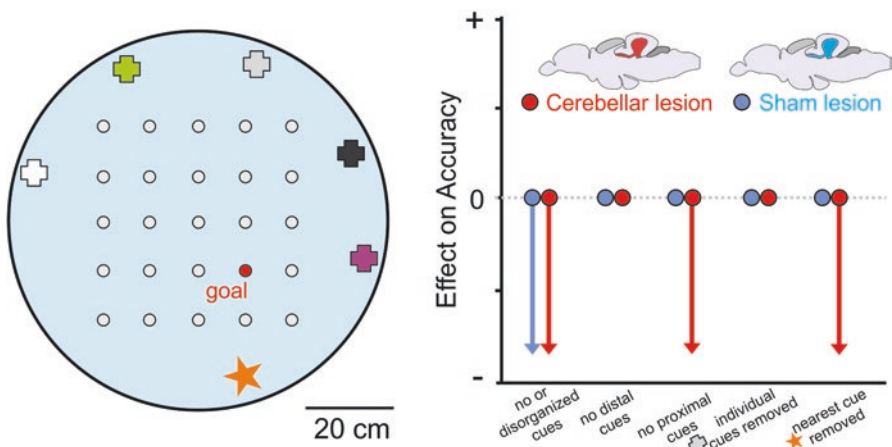 goal
20 cm
Effect on Accuracy
+
0
-
Cerebellar lesion
Sham lesion
no or
disorganized
cues
no distal
cues
no proximal
cues
individual
cues removed
nearest cue
removed